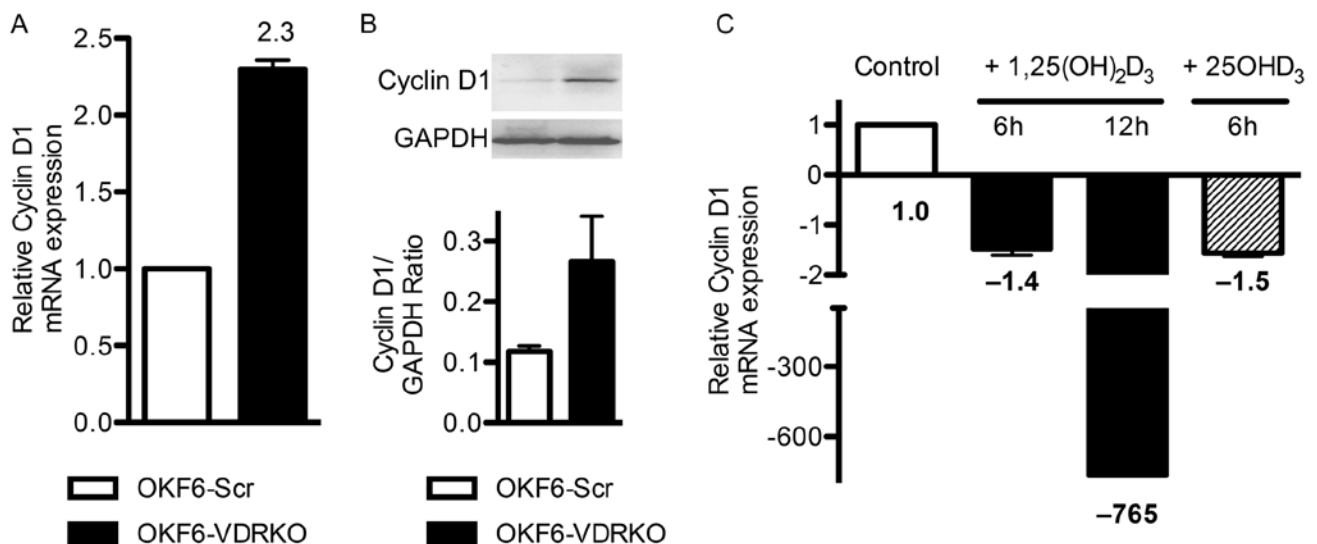 A
2.3
2.5
2.0
1.5
1.0
0.5
0.0
Relative Cyclin D1
mRNA expression
OKF6-Scr
OKF6-VDRKO
B
Cyclin D1
GAPDH
0.3
0.2
0.1
0.0
Cyclin D1/
GAPDH Ratio
OKF6-Scr
OKF6-VDRKO
C
Control
+ 1,25(OH)₂D₃
+ 25OHD₃
6h
12h
6h
1
0
-1
-2
-300
-600
Relative Cyclin D1
mRNA expression
1.0
–1.4
–1.5
–765